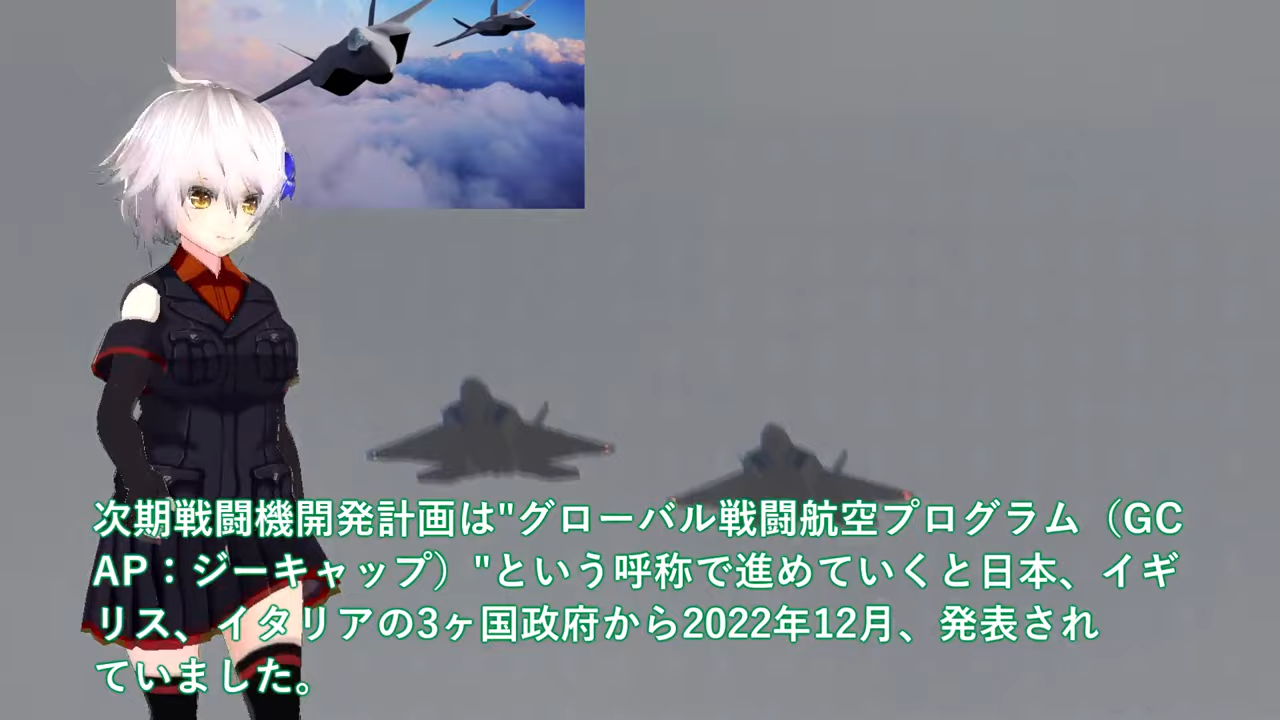 次期戦闘機開発計画は"グローバル戦闘航空プログラム（GC
AP：ジーキャップ）"という呼称で進めていくと日本、イギ
リス、イタリアの3ヶ国政府から2022年12月、発表され
ていました。